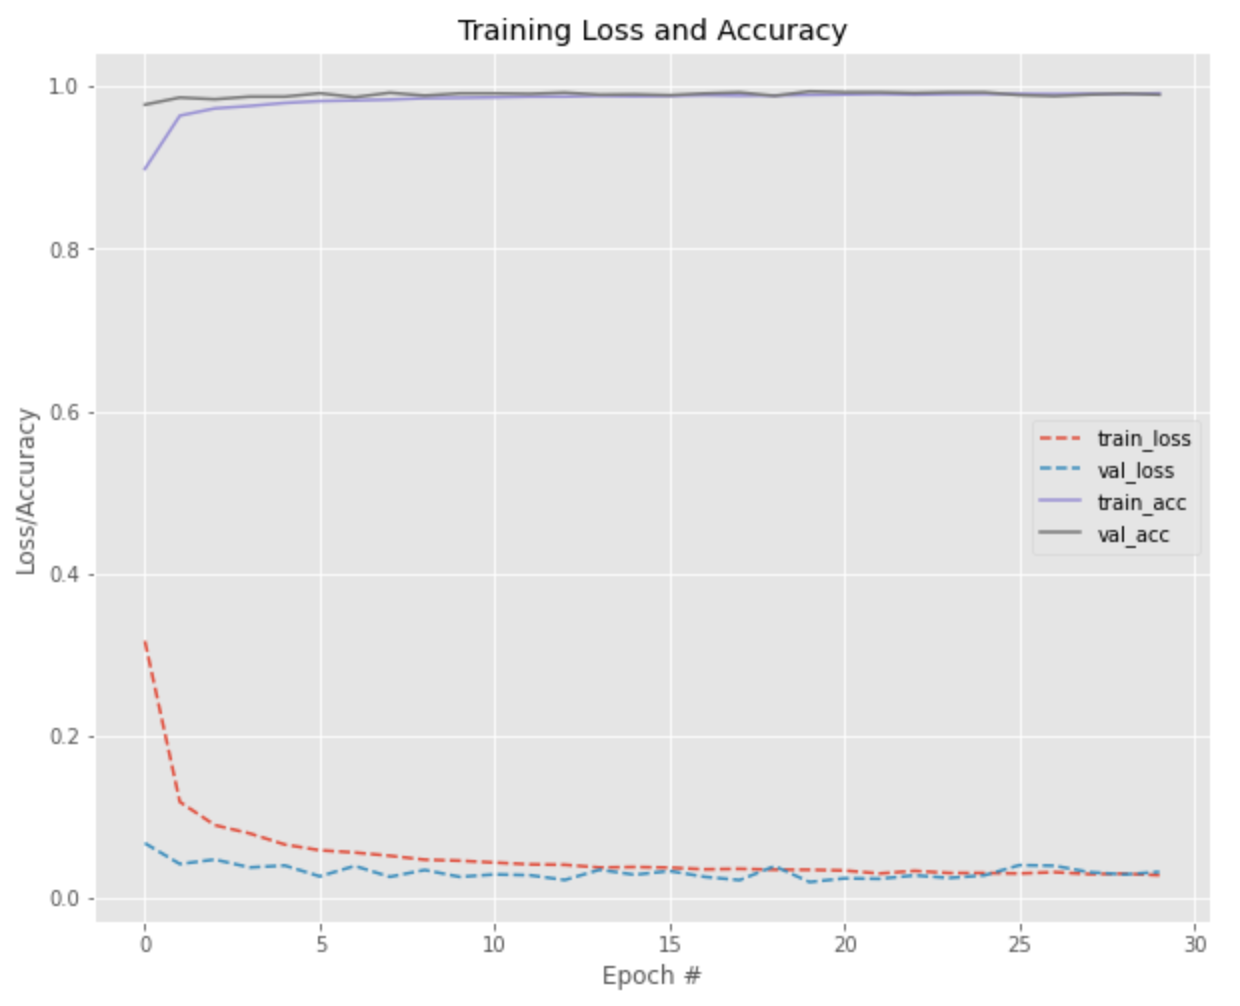 Training Loss and Accuracy
1.0
0.8
0.6
0.4
0.2
0.0
Loss/Accuracy
train_loss
val_loss
train_acc
val_acc
0 5 10 15 20 25 30
Epoch #